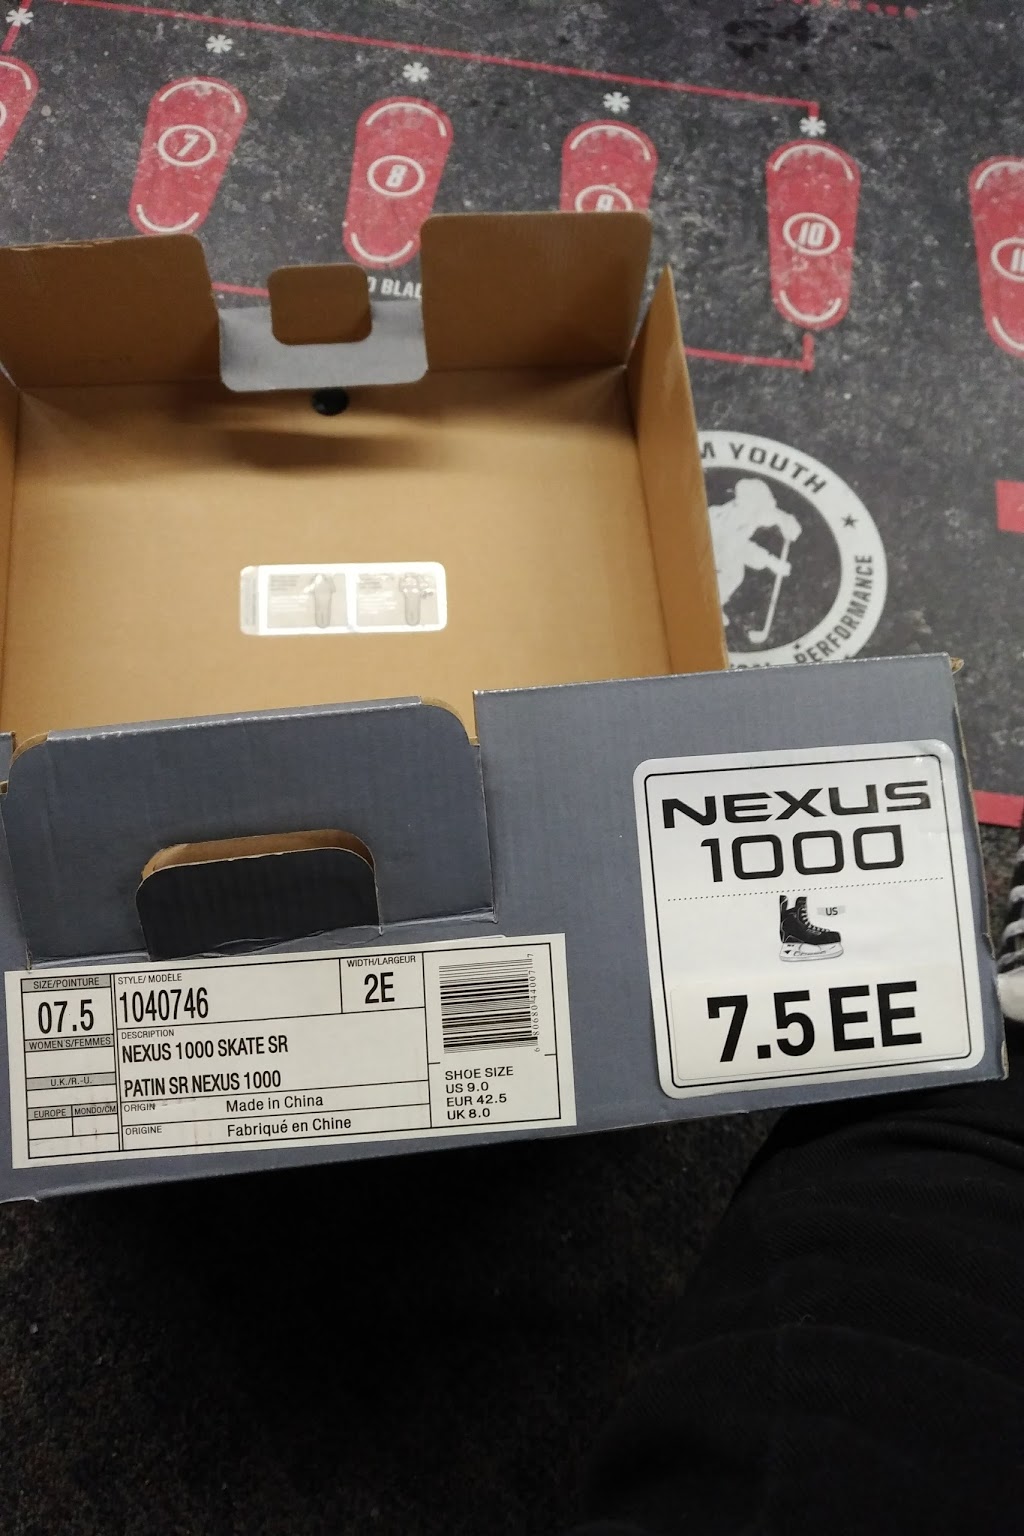 7
8
9
10
D BLA
M YOUTH
PERFORMANCE
NEXUS
1000
US
7.5 EE
SIZE/POINTURE
07.5
WOMEN'S/FEMMES
U.K./R.-U.
EUROPE
MONDO/CM
STYLE/ MODÈLE
1040746
WIDTH/LARGEUR
2E
DESCRIPTION
NEXUS 1000 SKATE SR
PATIN SR NEXUS 1000
ORIGIN
Made in China
ORIGINE
Fabriqué en Chine
SHOE SIZE
US 9.0
EUR 42.5
UK 8.0